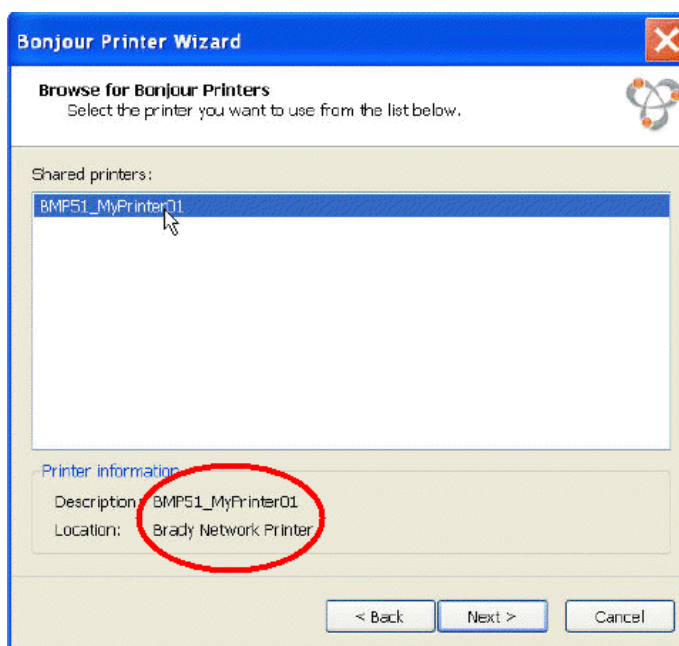 Bonjour Printer Wizard
Browse for Bonjour Printers
Select the printer you want to use from the list below.
Shared printers:
BMP51_MyPrinter01
Printer information
Description: BMP51_MyPrinter01
Location: Brady Network Printer
< Back Next > Cancel